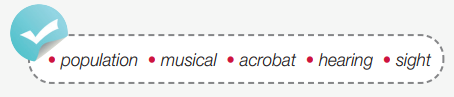 • population • musical • acrobat • hearing • sight